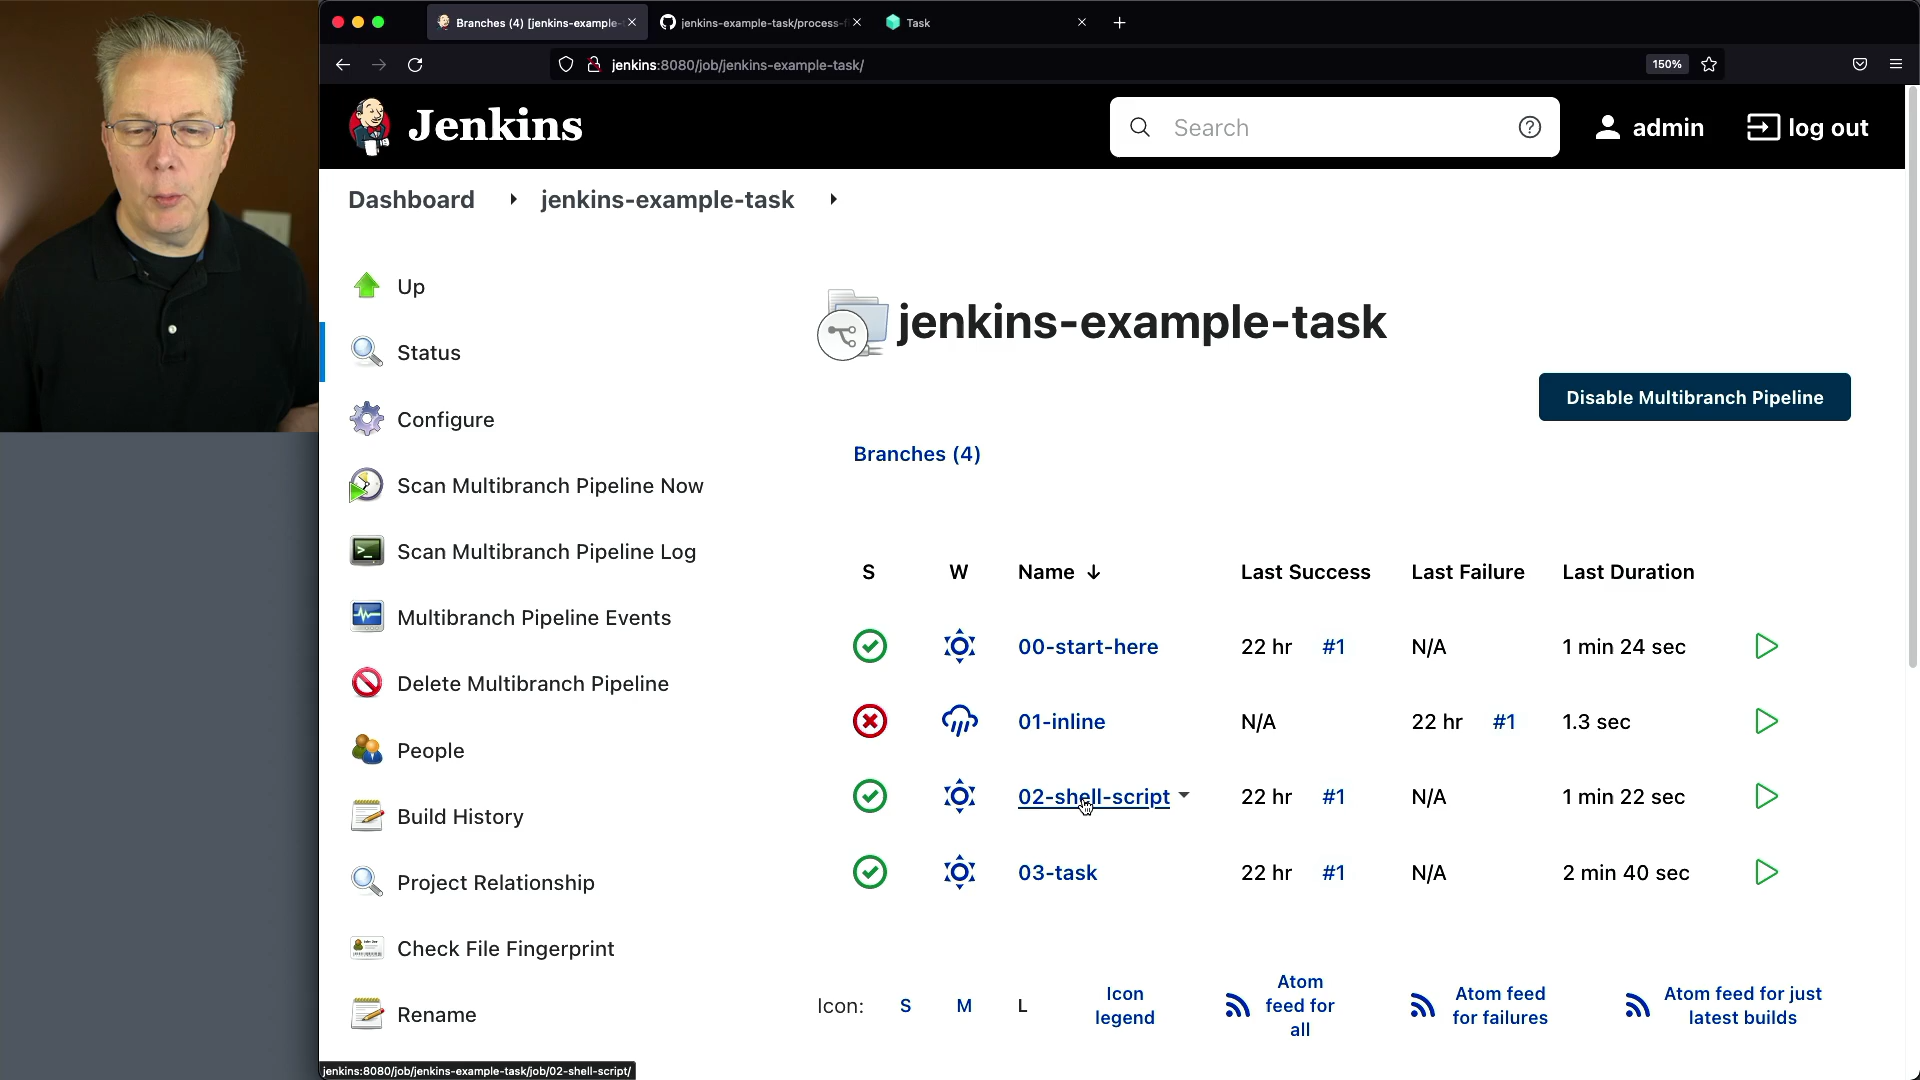 Branches (4) [jenkins-example-
jenkins-example-task/process-f
Task
jenkins:8080/job/jenkins-example-task/
150%
Jenkins
Search
admin
log out
Dashboard
jenkins-example-task
Up
Status
Configure
Scan Multibranch Pipeline Now
Scan Multibranch Pipeline Log
Multibranch Pipeline Events
Delete Multibranch Pipeline
People
Build History
Project Relationship
Check File Fingerprint
Rename
jenkins-example-task
Disable Multibranch Pipeline
Branches (4)
S W Name ↓ Last Success Last Failure Last Duration
00-start-here 22 hr #1 N/A 1 min 24 sec
01-inline N/A 22 hr #1 1.3 sec
02-shell-script 22 hr #1 N/A 1 min 22 sec
03-task 22 hr #1 N/A 2 min 40 sec
Icon: S M L
Icon
legend
Atom
feed for
all
Atom feed
for failures
Atom feed for just
latest builds
jenkins:8080/job/jenkins-example-task/job/02-shell-script/